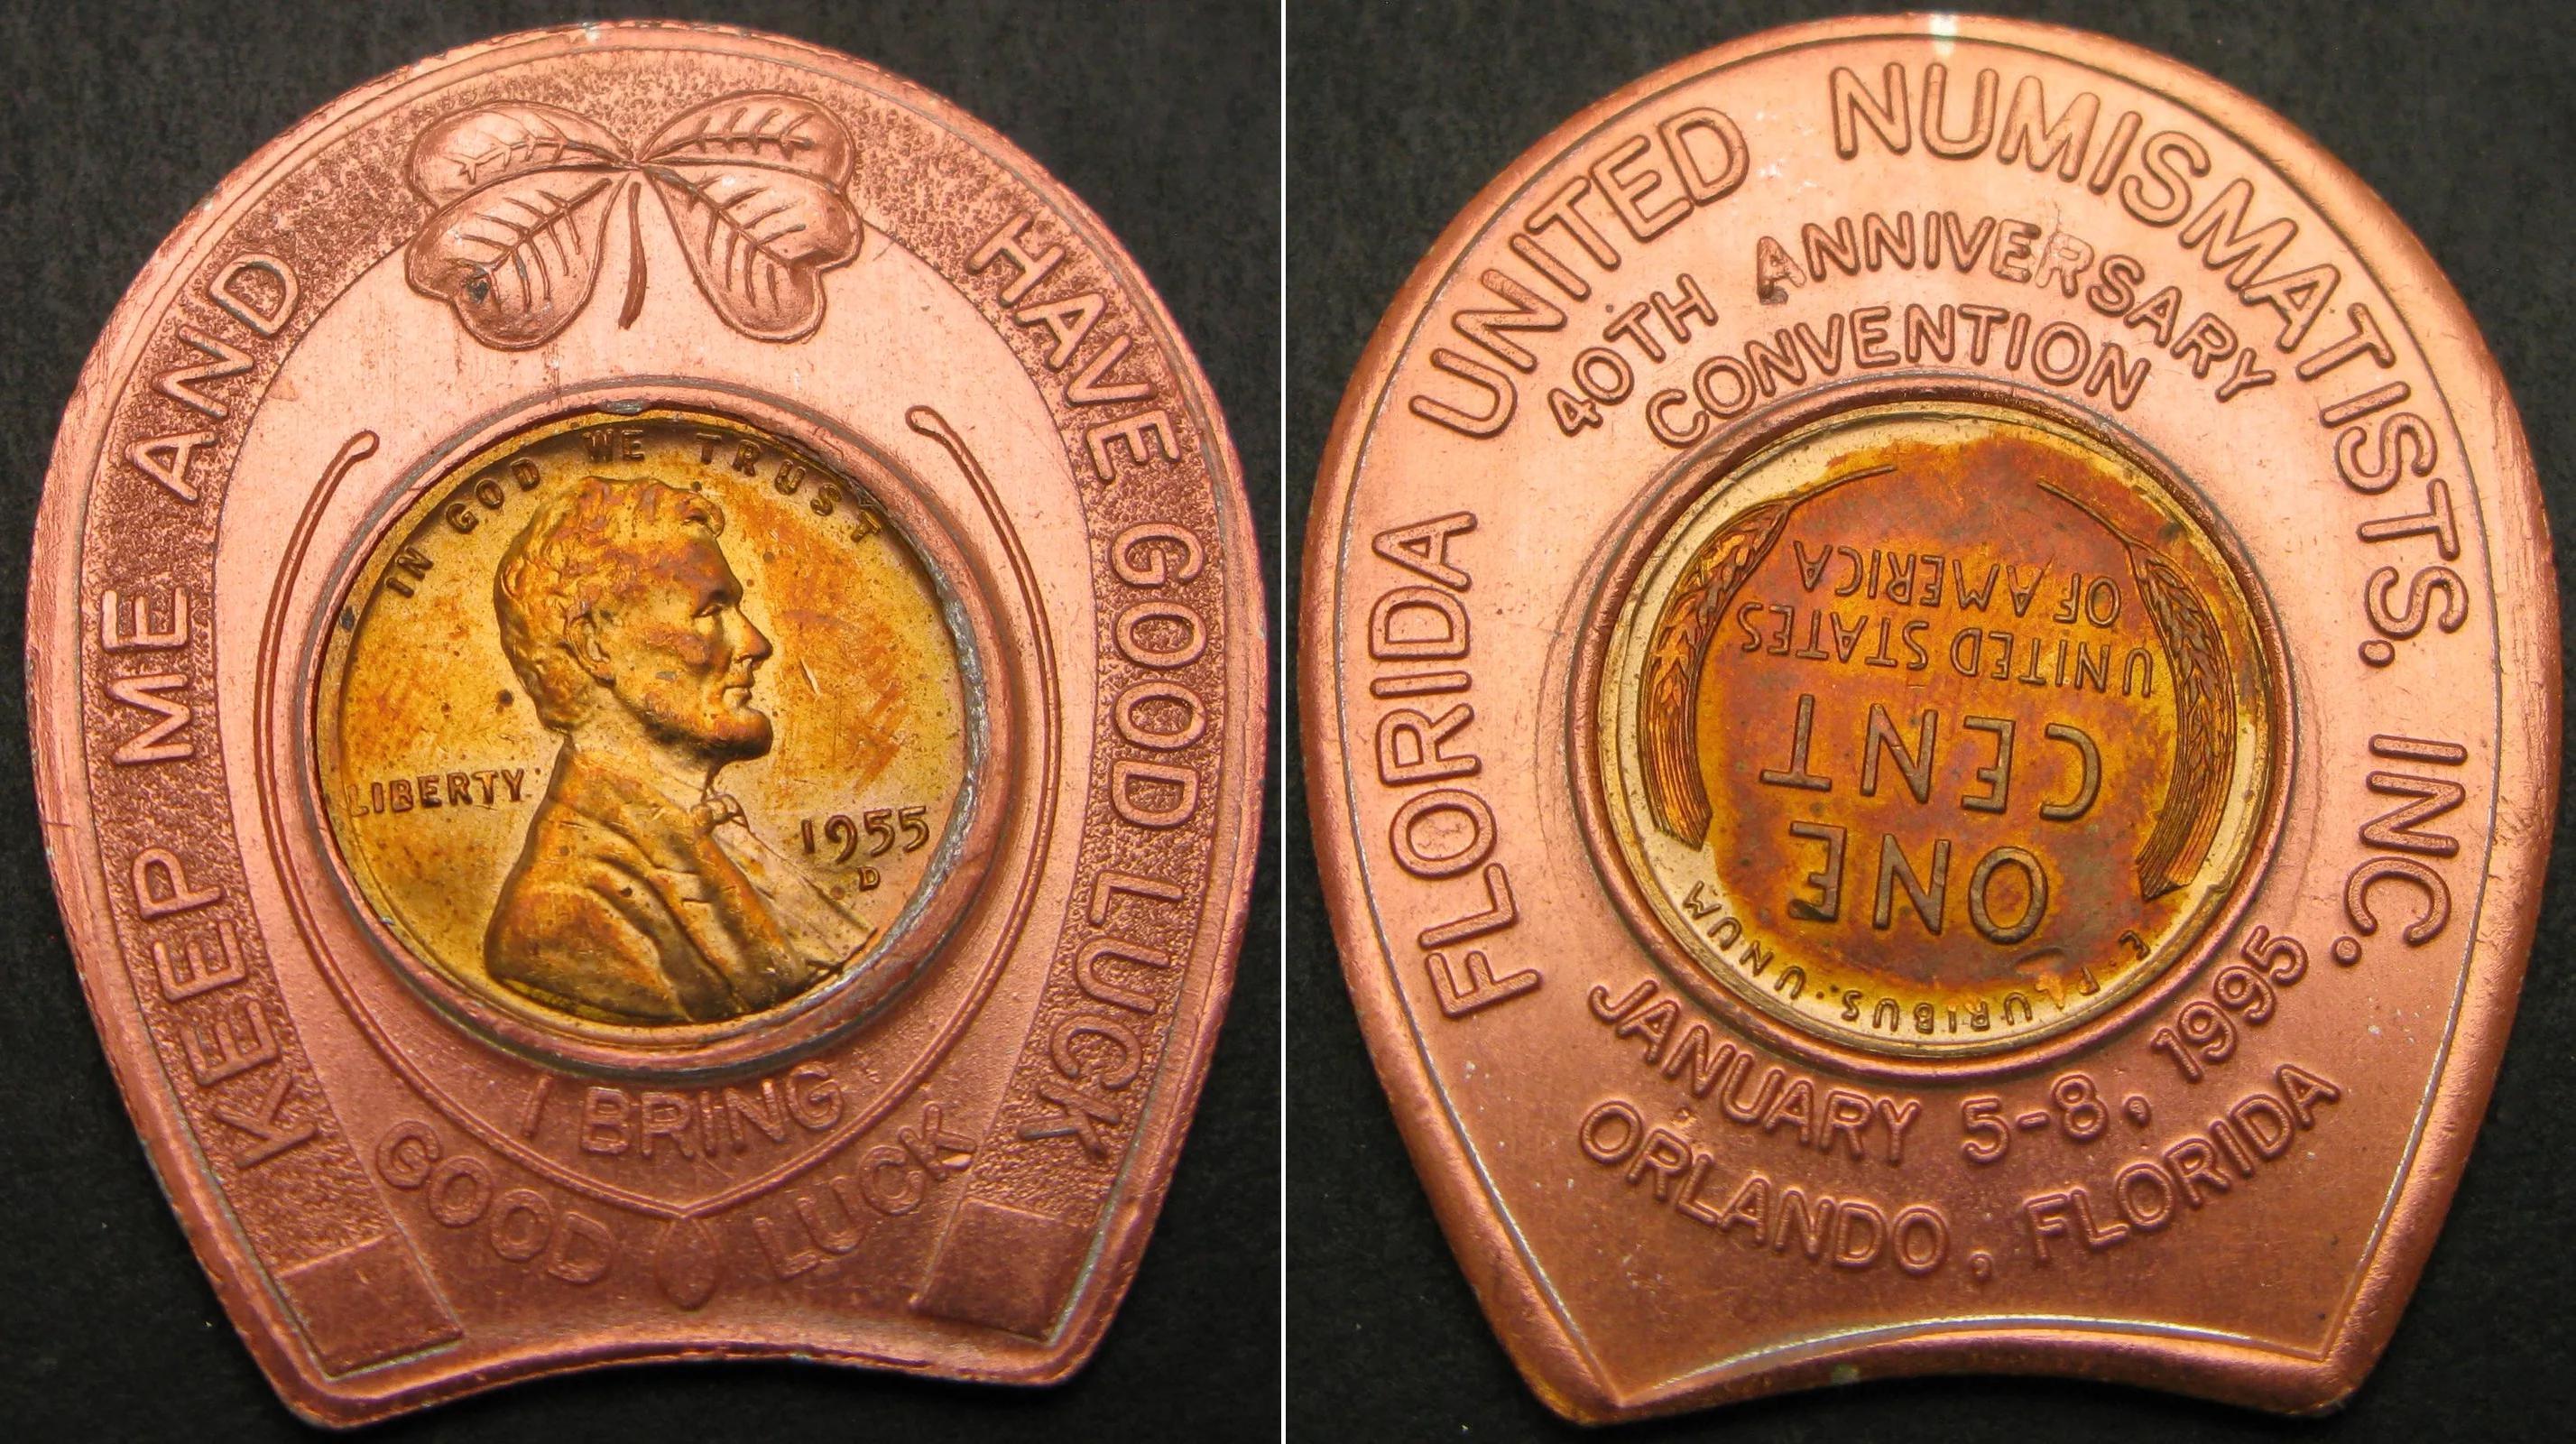 KEEP ME AND HAVE GOOD LUCK
IN GOD WE TRUST
LIBERTY
1955
D
I BRING
GOOD LUCK
FLORIDA UNITED NUMISMATISTS, INC.
40TH ANNIVERSARY
CONVENTION
E·PLURIBUS·UNUM
ONE
CENT
UNITED STATES
OF AMERICA
JANUARY 5-8, 1995
ORLANDO, FLORIDA